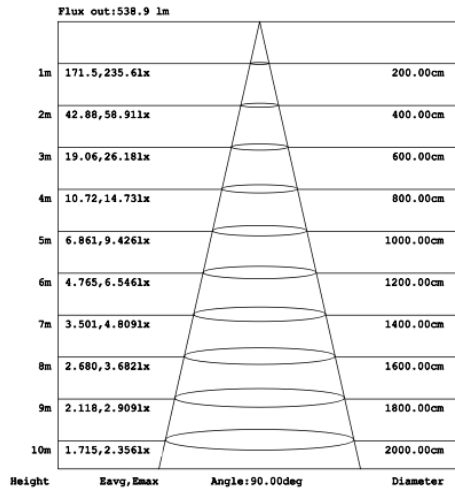 Flux out:538.9 lm
1m 171.5,235.6lx 200.00cm
2m 42.88,58.91lx 400.00cm
3m 19.06,26.18lx 600.00cm
4m 10.72,14.73lx 800.00cm
5m 6.861,9.426lx 1000.00cm
6m 4.765,6.546lx 1200.00cm
7m 3.501,4.809lx 1400.00cm
8m 2.680,3.682lx 1600.00cm
9m 2.118,2.909lx 1800.00cm
10m 1.715,2.356lx 2000.00cm
Height Eavg,Emax Angle:90.00deg Diameter